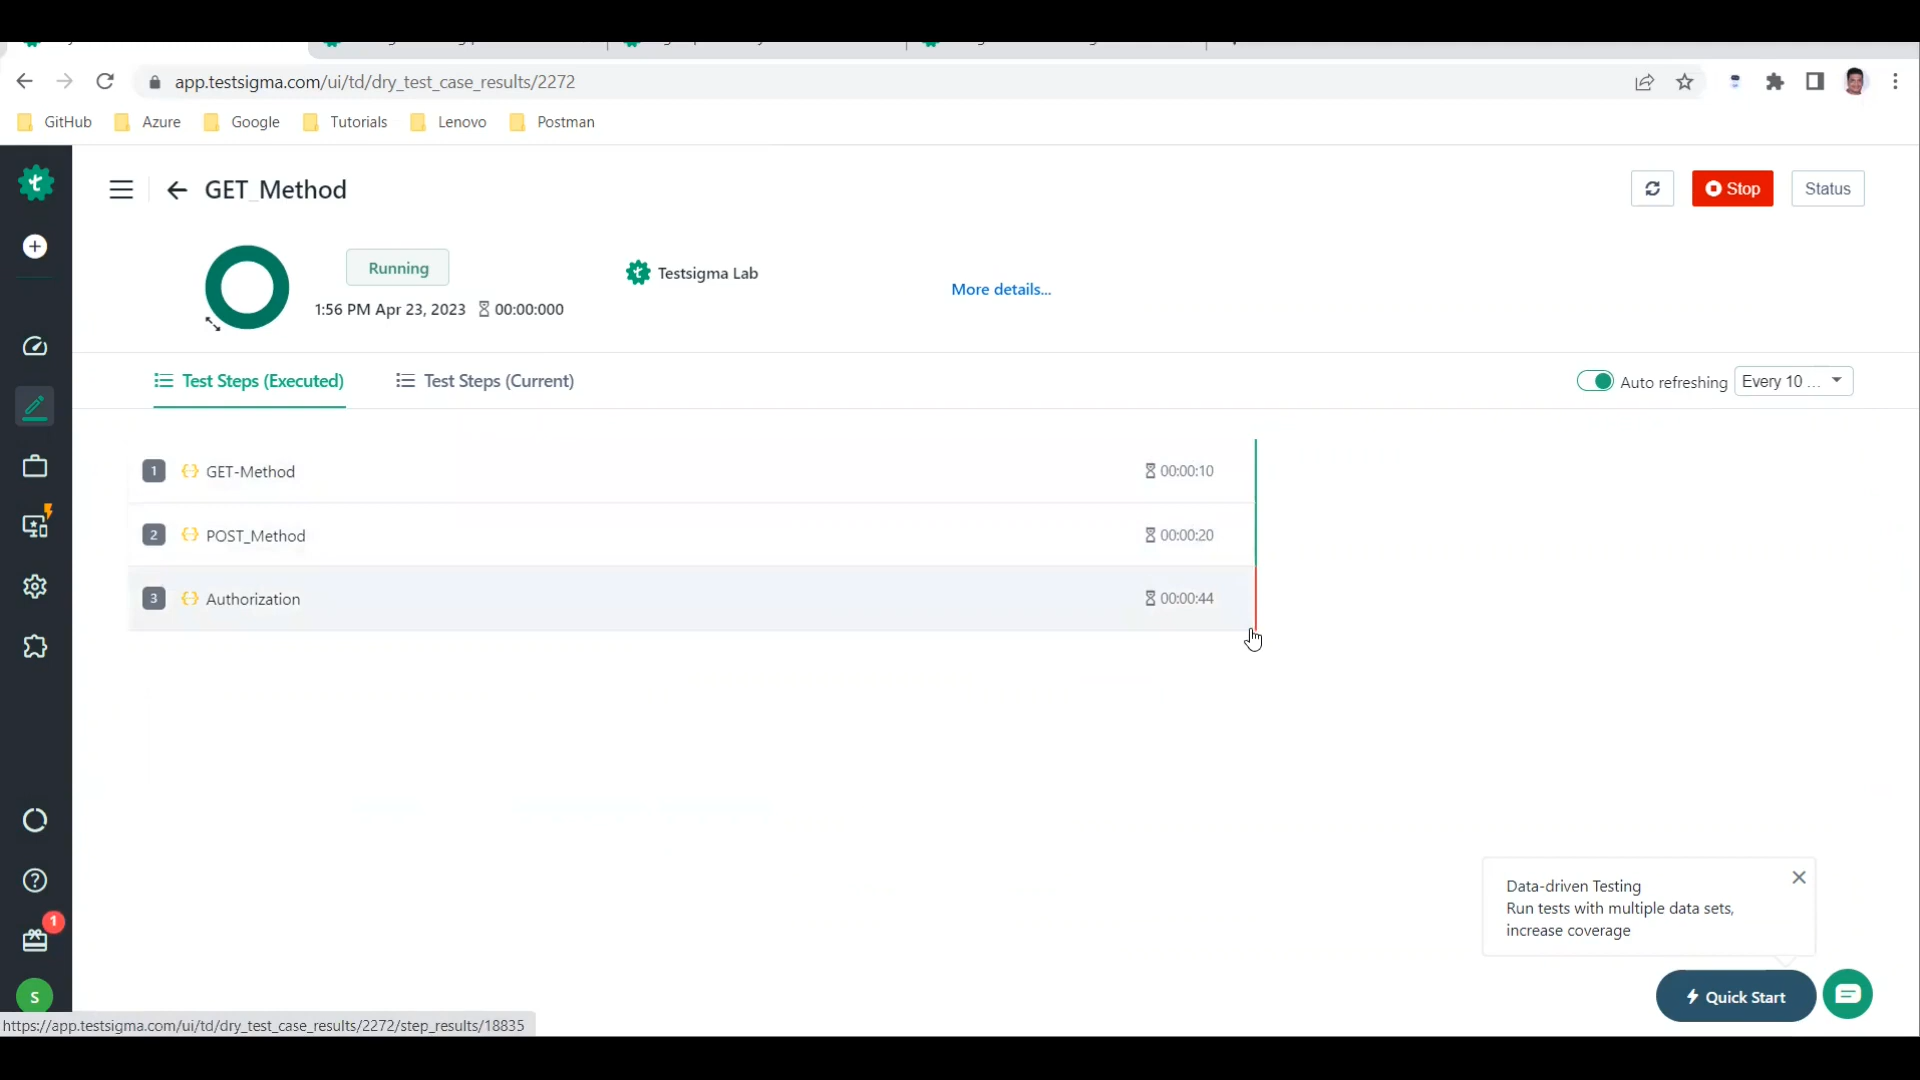 app.testsigma.com/ui/td/dry_test_case_results/2272
GitHub Azure Google Tutorials Lenovo Postman
GET_Method
Stop
Status
Running
1:56 PM Apr 23, 2023 00:00:000
Testsigma Lab
More details...
Test Steps (Executed)
Test Steps (Current)
Auto refreshing
Every 10 ...
1 GET-Method 00:00:10
2 POST_Method 00:00:20
3 Authorization 00:00:44
Data-driven Testing
Run tests with multiple data sets,
increase coverage
1
S
Quick Start
https://app.testsigma.com/ui/td/dry_test_case_results/2272/step_results/18835